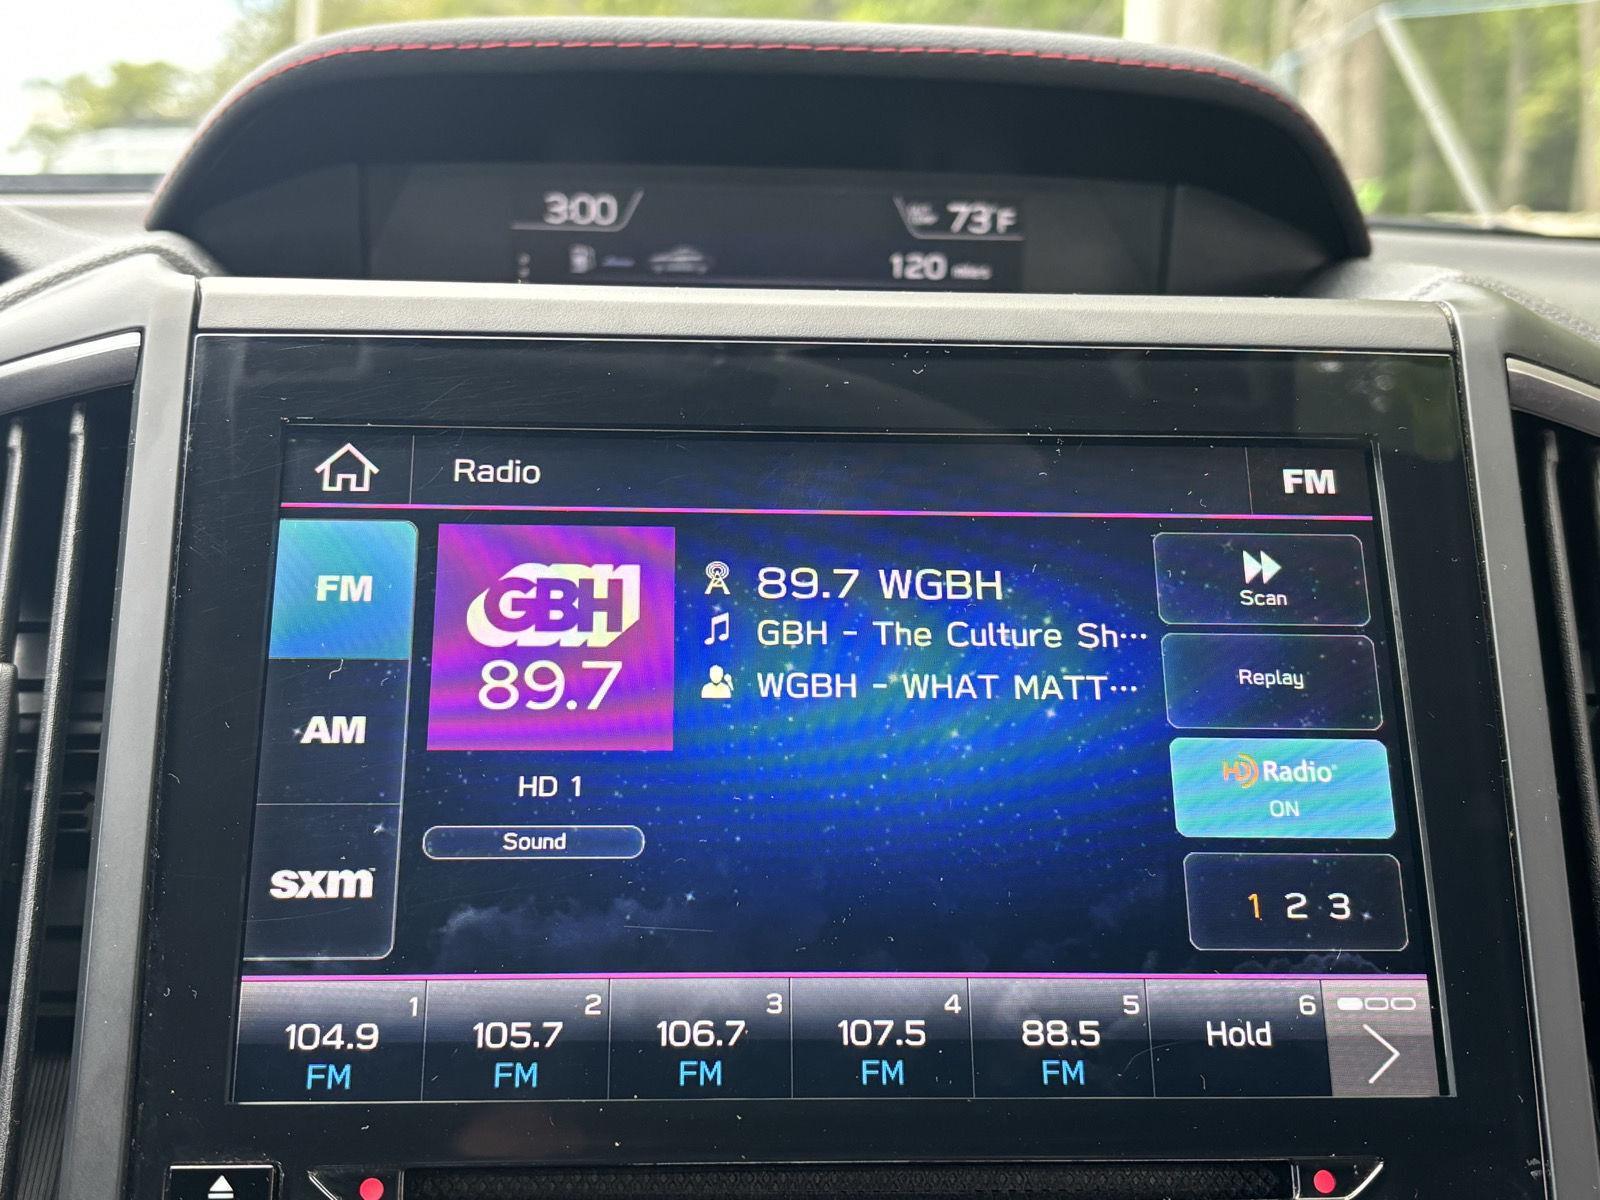 3:00
73°F
120 miles
Radio
FM
FM
AM
sxm
GBH
89.7
HD 1
Sound
89.7 WGBH
GBH - The Culture Sh···
WGBH - WHAT MATT···
Scan
Replay
HD Radio®
ON
1 2 3
1
104.9
FM
2
105.7
FM
3
106.7
FM
4
107.5
FM
5
88.5
FM
6
Hold